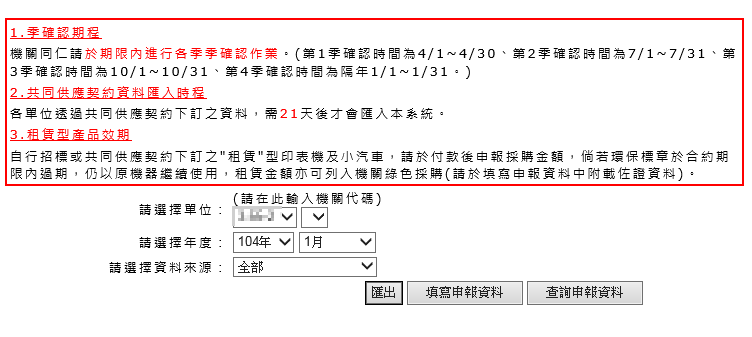 1.季確認期程
機關同仁請於期限內進行各季季確認作業。(第1季確認時間為4/1~4/30、第2季確認時間為7/1~7/31、第
3季確認時間為10/1~10/31、第4季確認時間為隔年1/1~1/31。)
2.共同供應契約資料匯入時程
各單位透過共同供應契約下訂之資料，需21天後才會匯入本系統。
3.租賃型產品效期
自行招標或共同供應契約下訂之"租賃"型印表機及小汽車，請於付款後申報採購金額，倘若環保標章於合約期
限內過期，仍以原機器繼續使用，租賃金額亦可列入機關綠色採購(請於填寫申報資料中附載佐證資料)。
(請在此輸入機關代碼)
請選擇單位：
請選擇年度： 104年 1月
請選擇資料來源： 全部
匯出 填寫申報資料 查詢申報資料